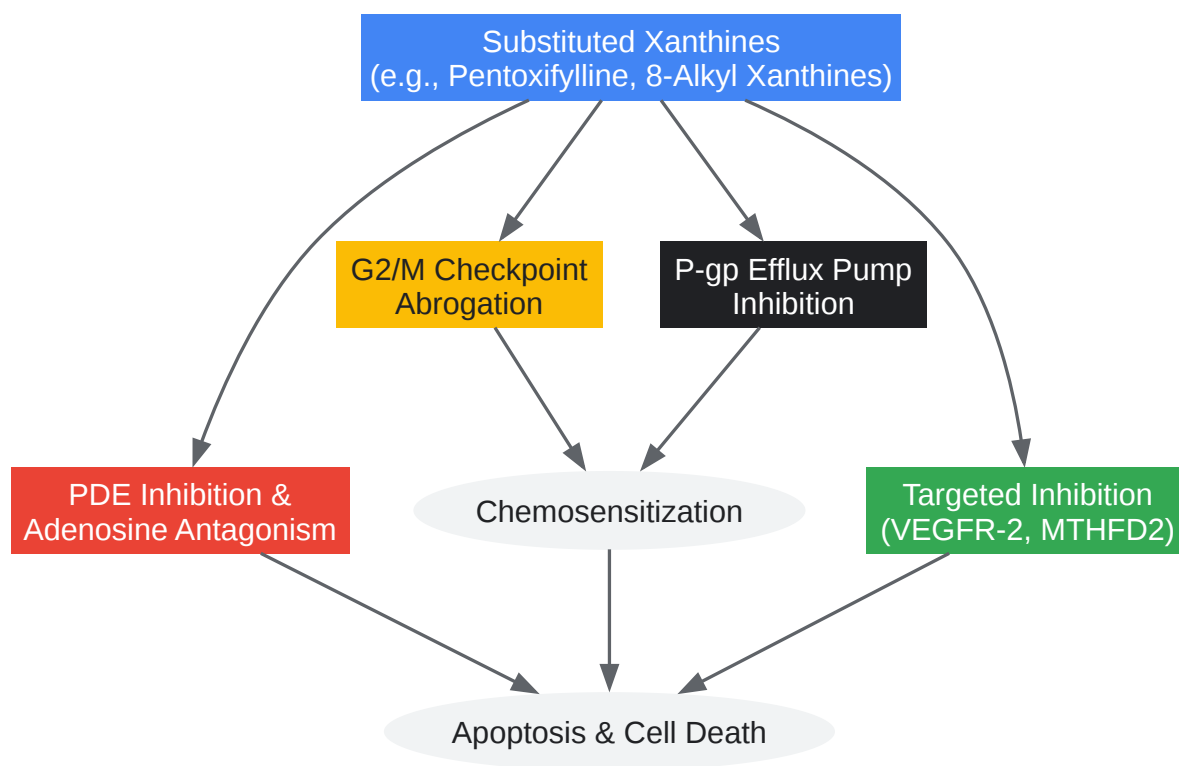 Substituted Xanthines
(e.g., Pentoxifylline, 8-Alkyl Xanthines)
G2/M Checkpoint
Abrogation
P-gp Efflux Pump
Inhibition
PDE Inhibition &
Adenosine Antagonism
Chemosensitization
Targeted Inhibition
(VEGFR-2, MTHFD2)
Apoptosis & Cell Death